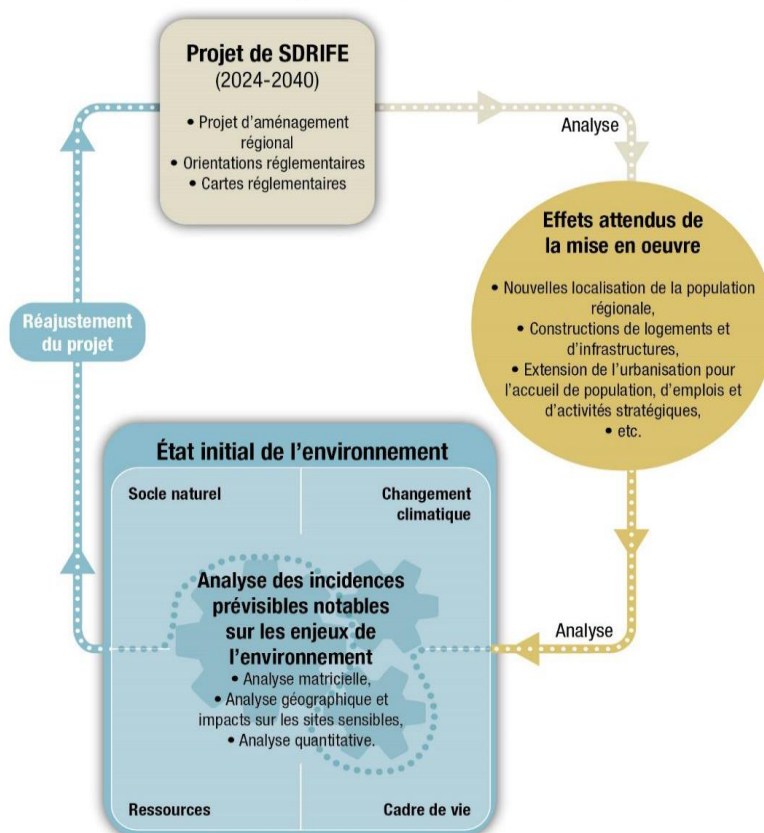 Projet de SDRIFE
(2024-2040)
• Projet d'aménagement
régional
• Orientations réglementaires
• Cartes réglementaires
Analyse
Effets attendus de
la mise en oeuvre
• Nouvelles localisation de la population
régionale,
• Constructions de logements et
d'infrastructures,
• Extension de l'urbanisation pour
l'accueil de population, d'emplois et
d'activités stratégiques,
• etc.
Réajustement
du projet
État initial de l'environnement
Socle naturel
Changement
climatique
Analyse des incidences
prévisibles notables
sur les enjeux de
l'environnement
• Analyse matricielle,
• Analyse géographique et
impacts sur les sites sensibles,
• Analyse quantitative.
Analyse
Ressources
Cadre de vie